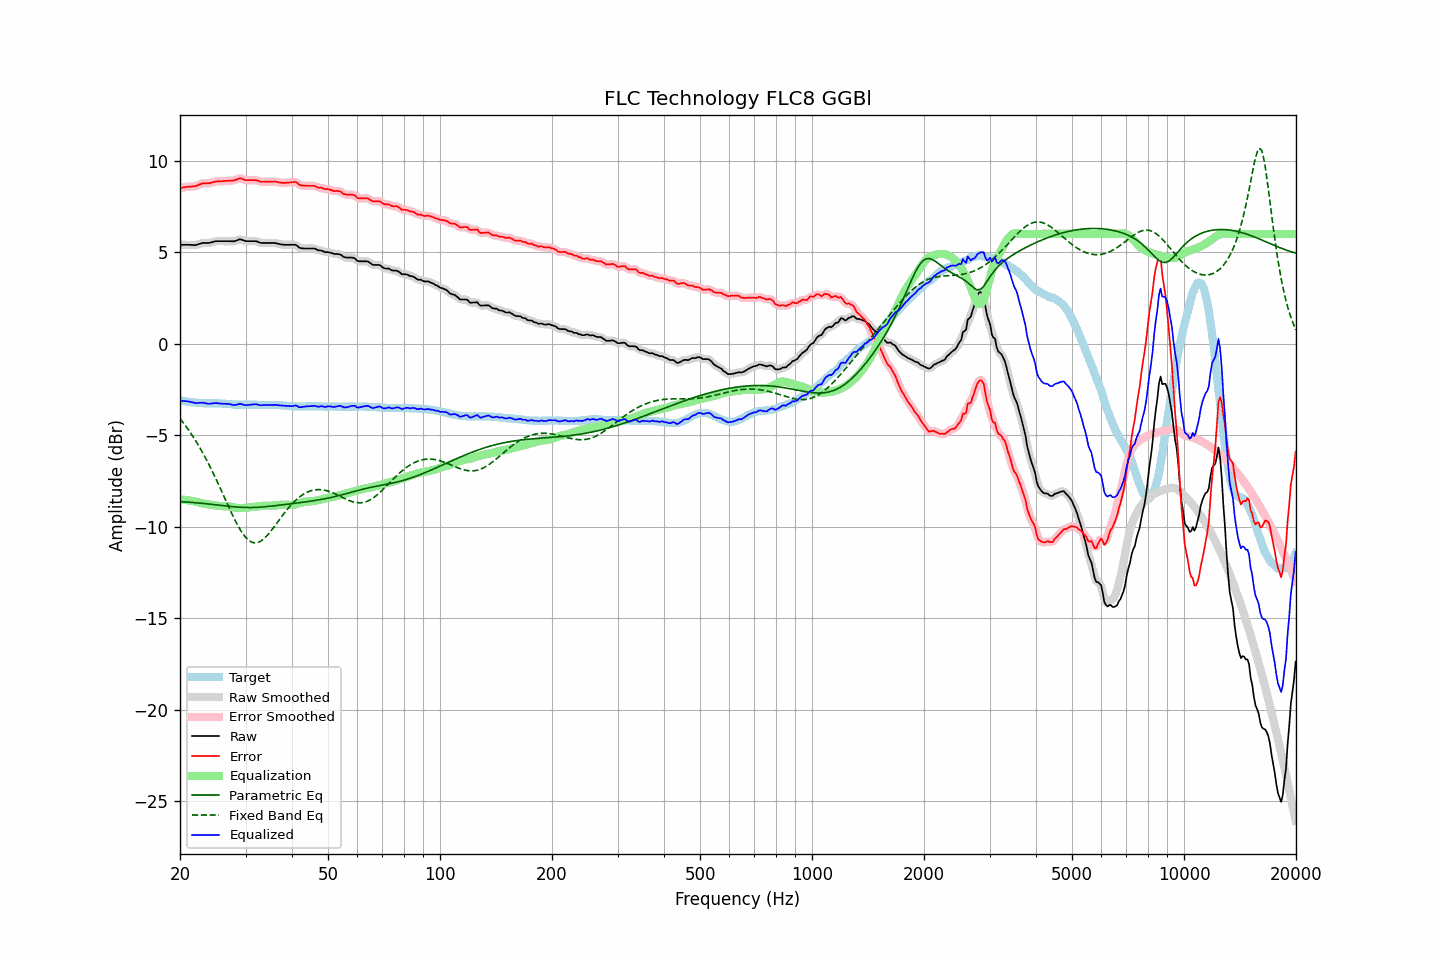 FLC Technology FLC8 GGBl
10
5
0
−5
−10
−15
−20
−25
Amplitude (dBr)
Target
Raw Smoothed
Error Smoothed
Raw
Error
Equalization
Parametric Eq
Fixed Band Eq
Equalized
20 50 100 200 500 1000 2000 5000 10000 20000
Frequency (Hz)